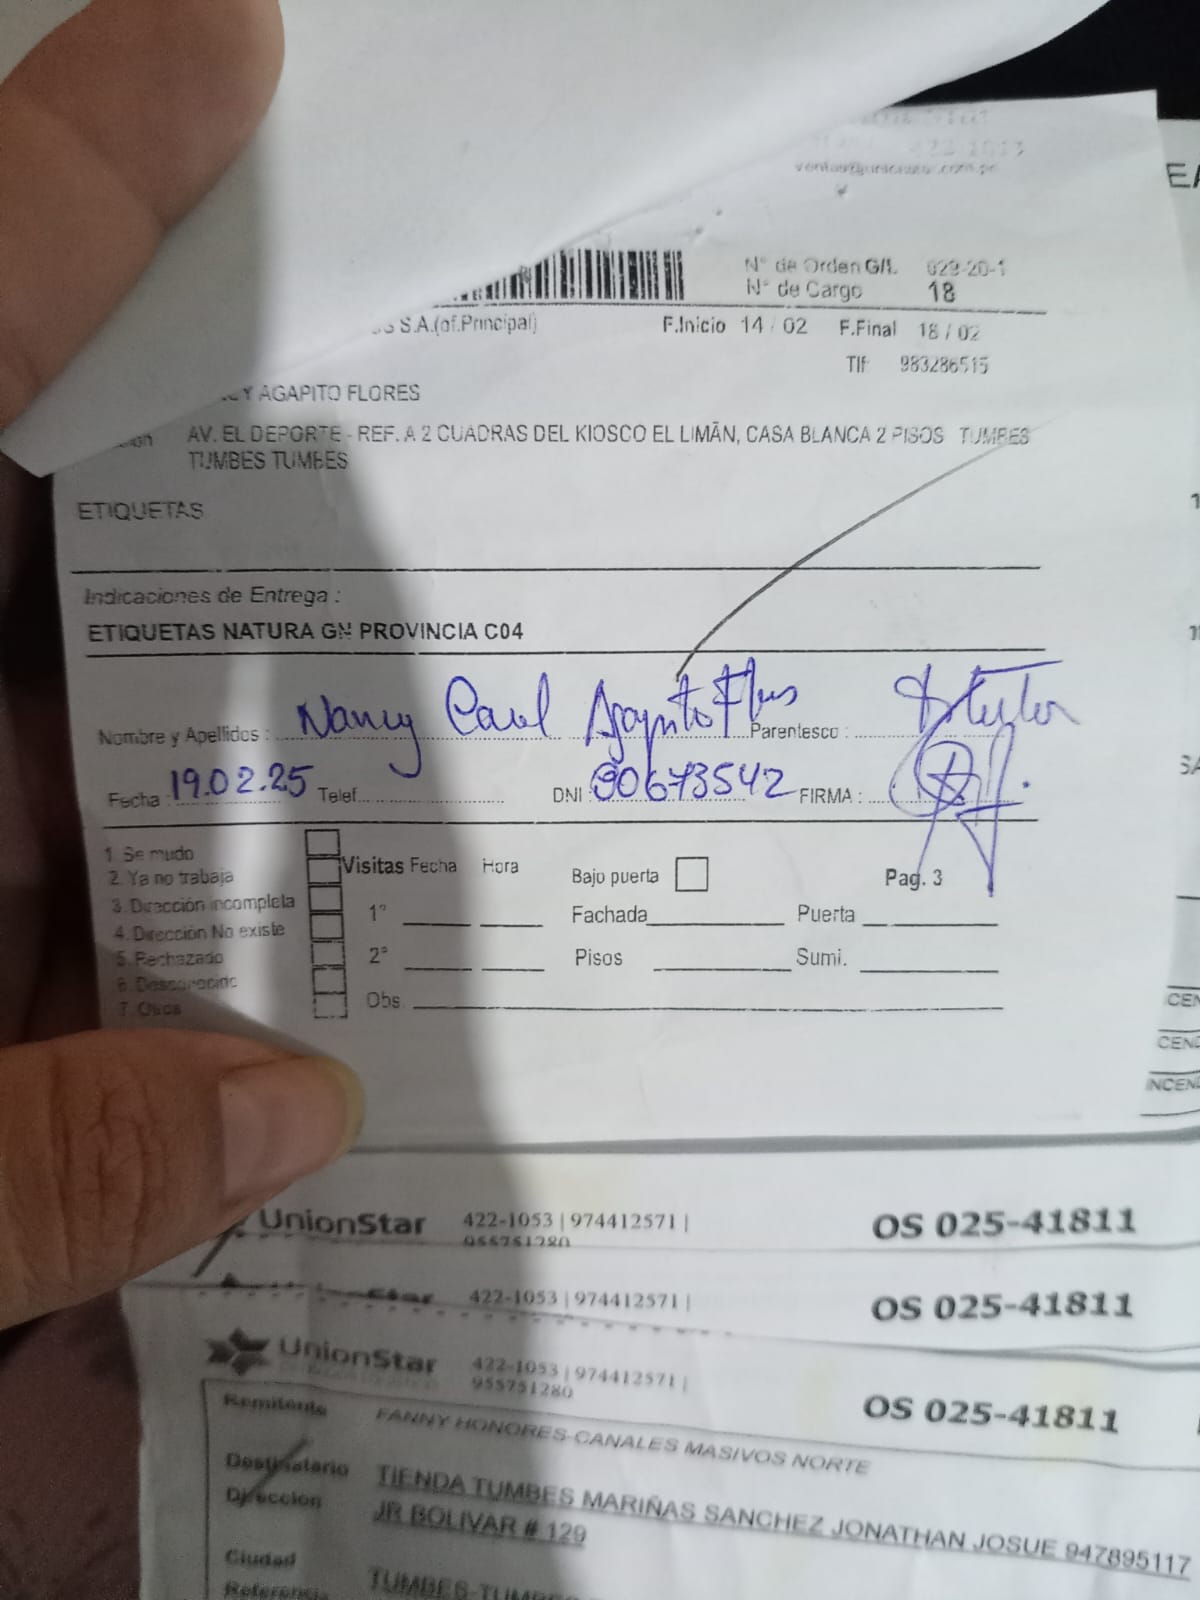 N° de Orden G/L 023-20-1
N° de Cargo 18
S.A.(of.Principal) F.Inicio 14 / 02 F.Final 18 / 02
Tlf 983286515
Y AGAPITO FLORES
AV. EL DEPORTE - REF. A 2 CUADRAS DEL KIOSCO EL LIMÃN, CASA BLANCA 2 PISOS TUMBES
TUMBES TUMBES
ETIQUETAS
Indicaciones de Entrega :
ETIQUETAS NATURA GN PROVINCIA C04
Nombre y Apellidos : Nancy Carol Agapito Flores Parentesco :
Fecha : 19.02.25 Telef. DNI : 00673542 FIRMA :
1. Se mudo
2. Ya no trabaja
3. Dirección incompleta
4. Dirección No existe
5. Rechazado
6. Desconocido
7. Otros
Visitas Fecha Hora
1°
2°
Obs
Bajo puerta Pag. 3
Fachada Puerta
Pisos Sumi.
UnionStar 422-1053 | 974412571 | OS 025-41811
955751280
422-1053 | 974412571 | OS 025-41811
UnionStar 422-1053 | 974412571 | OS 025-41811
955751280
Remitente FANNY HONORES-CANALES MASIVOS NORTE
Destinatario TIENDA TUMBES MARIÑAS SANCHEZ JONATHAN JOSUE 947895117
Direccion JR BOLIVAR # 129
Ciudad TUMBES-TUMBES
Referencia